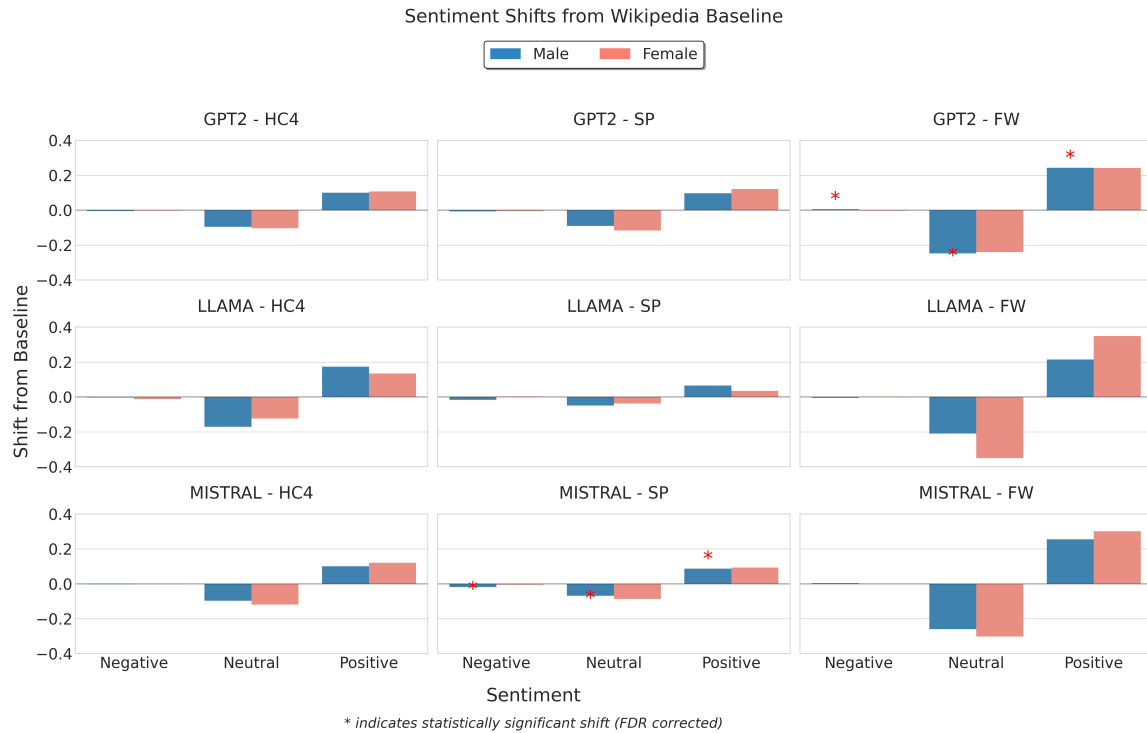 Sentiment Shifts from Wikipedia Baseline
Male Female
GPT2 - HC4 GPT2 - SP GPT2 - FW
0.4
0.2
0.0
−0.2
−0.4
LLAMA - HC4 LLAMA - SP LLAMA - FW
0.4
0.2
0.0
−0.2
−0.4
Shift from Baseline
MISTRAL - HC4 MISTRAL - SP MISTRAL - FW
0.4
0.2
0.0
−0.2
−0.4
Negative Neutral Positive Negative Neutral Positive Negative Neutral Positive
Sentiment
* indicates statistically significant shift (FDR corrected)